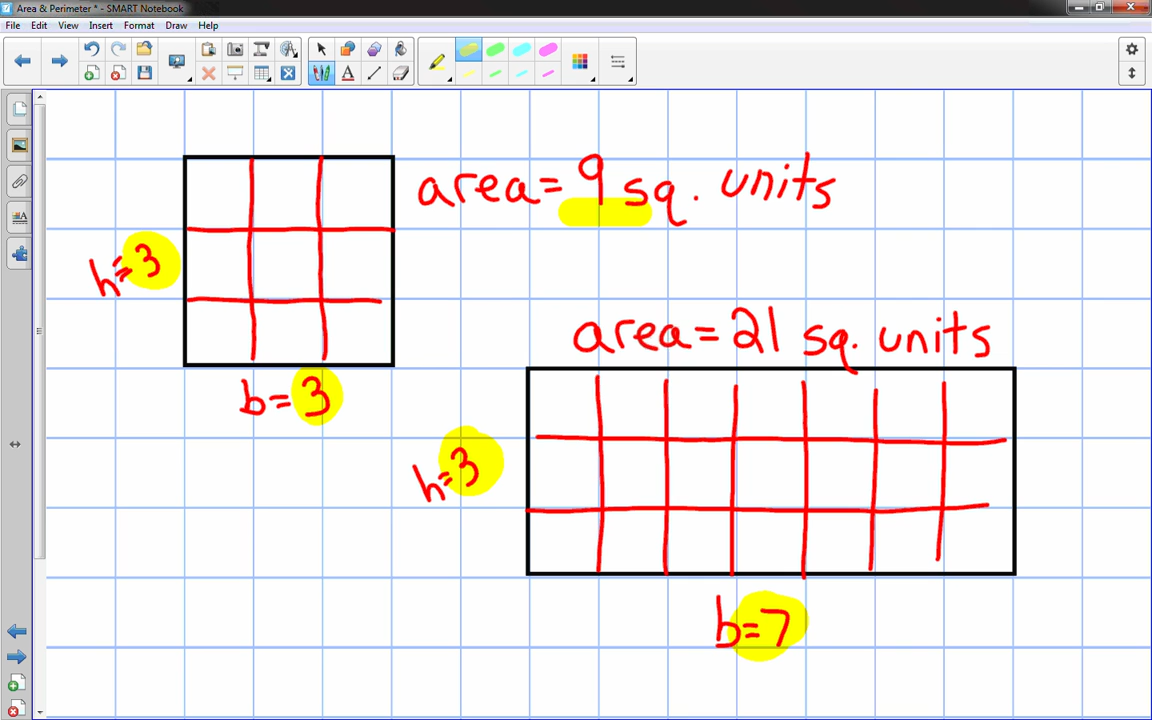 Area & Perimeter * - SMART Notebook
File Edit View Insert Format Draw Help
area= 9 sq. units
h=3
b=3
area= 21 sq. units
h=3
b=7